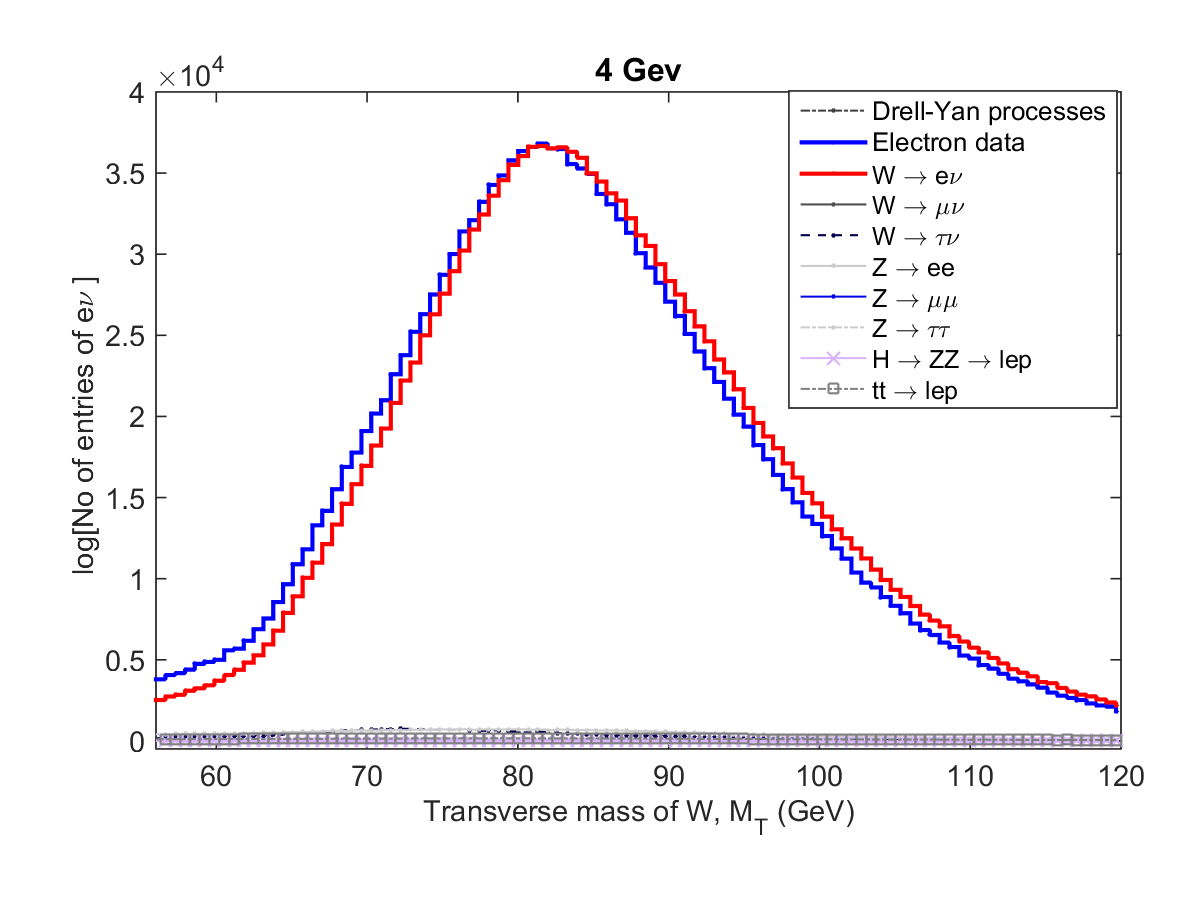 4 Gev
×10⁴
4
3.5
3
2.5
2
1.5
1
0.5
0
log[No of entries of eν ]
60 70 80 90 100 110 120
Transverse mass of W, M_T (GeV)
Drell-Yan processes
Electron data
W → eν
W → μν
W → τν
Z → ee
Z → μμ
Z → ττ
H → ZZ → lep
tt → lep